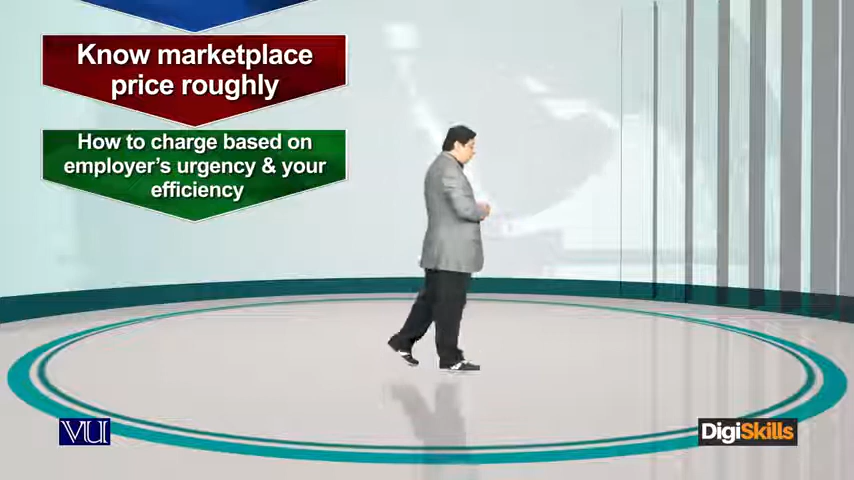 Know marketplace
price roughly
How to charge based on
employer's urgency & your
efficiency
VU
DigiSkills